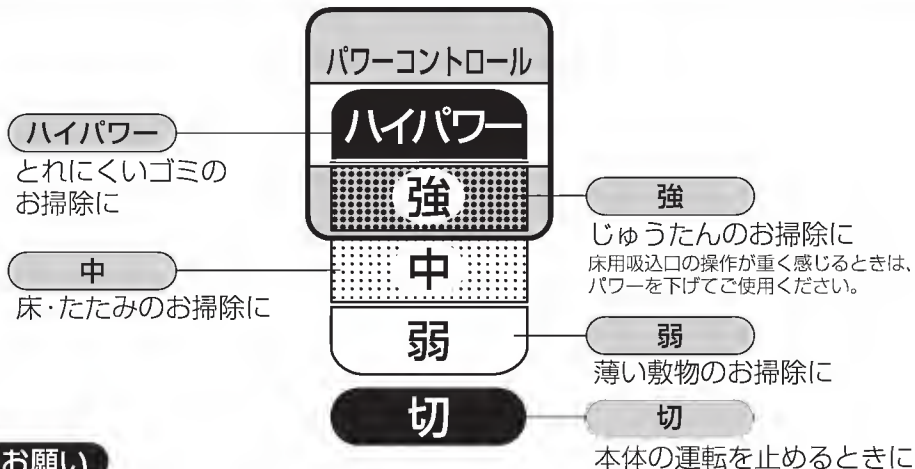 パワーコントロール
ハイパワー
強
中
弱
切
ハイパワー
とれにくいゴミの
お掃除に
中
床・たたみのお掃除に
強
じゅうたんのお掃除に
床用吸込口の操作が重く感じるときは、
パワーを下げてご使用ください。
弱
薄い敷物のお掃除に
切
本体の運転を止めるときに
お願い